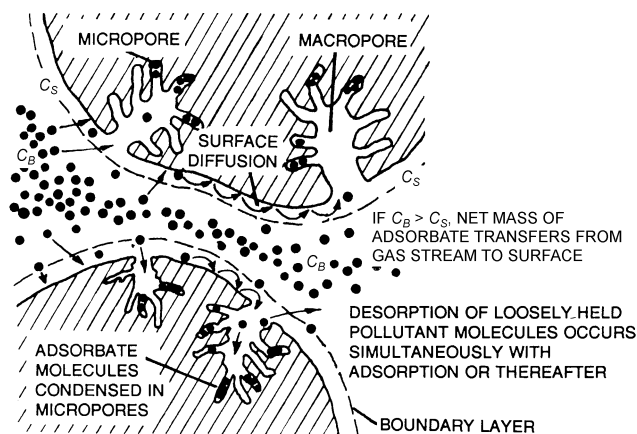 MICROPORE
MACROPORE
C_S
C_B
SURFACE
DIFFUSION
C_S
IF C_B > C_S, NET MASS OF
ADSORBATE TRANSFERS FROM
GAS STREAM TO SURFACE
C_B
DESORPTION OF LOOSELY HELD
POLLUTANT MOLECULES OCCURS
SIMULTANEOUSLY WITH
ADSORPTION OR THEREAFTER
ADSORBATE
MOLECULES
CONDENSED IN
MICROPORES
BOUNDARY LAYER